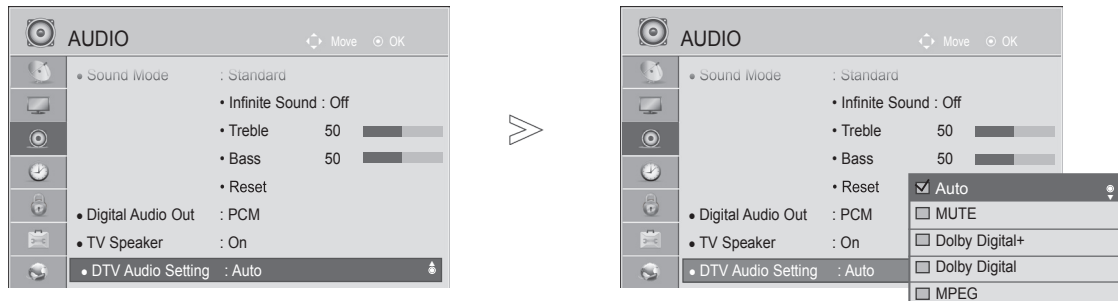 AUDIO Move OK
Sound Mode : Standard
• Infinite Sound : Off
• Treble 50
• Bass 50
• Reset
● Digital Audio Out : PCM
● TV Speaker : On
● DTV Audio Setting : Auto
AUDIO Move OK
● Sound Mode : Standard
• Infinite Sound : Off
• Treble 50
• Bass 50
• Reset
● Digital Audio Out : PCM
● TV Speaker : On
● DTV Audio Setting : Auto
Auto
MUTE
Dolby Digital+
Dolby Digital
MPEG